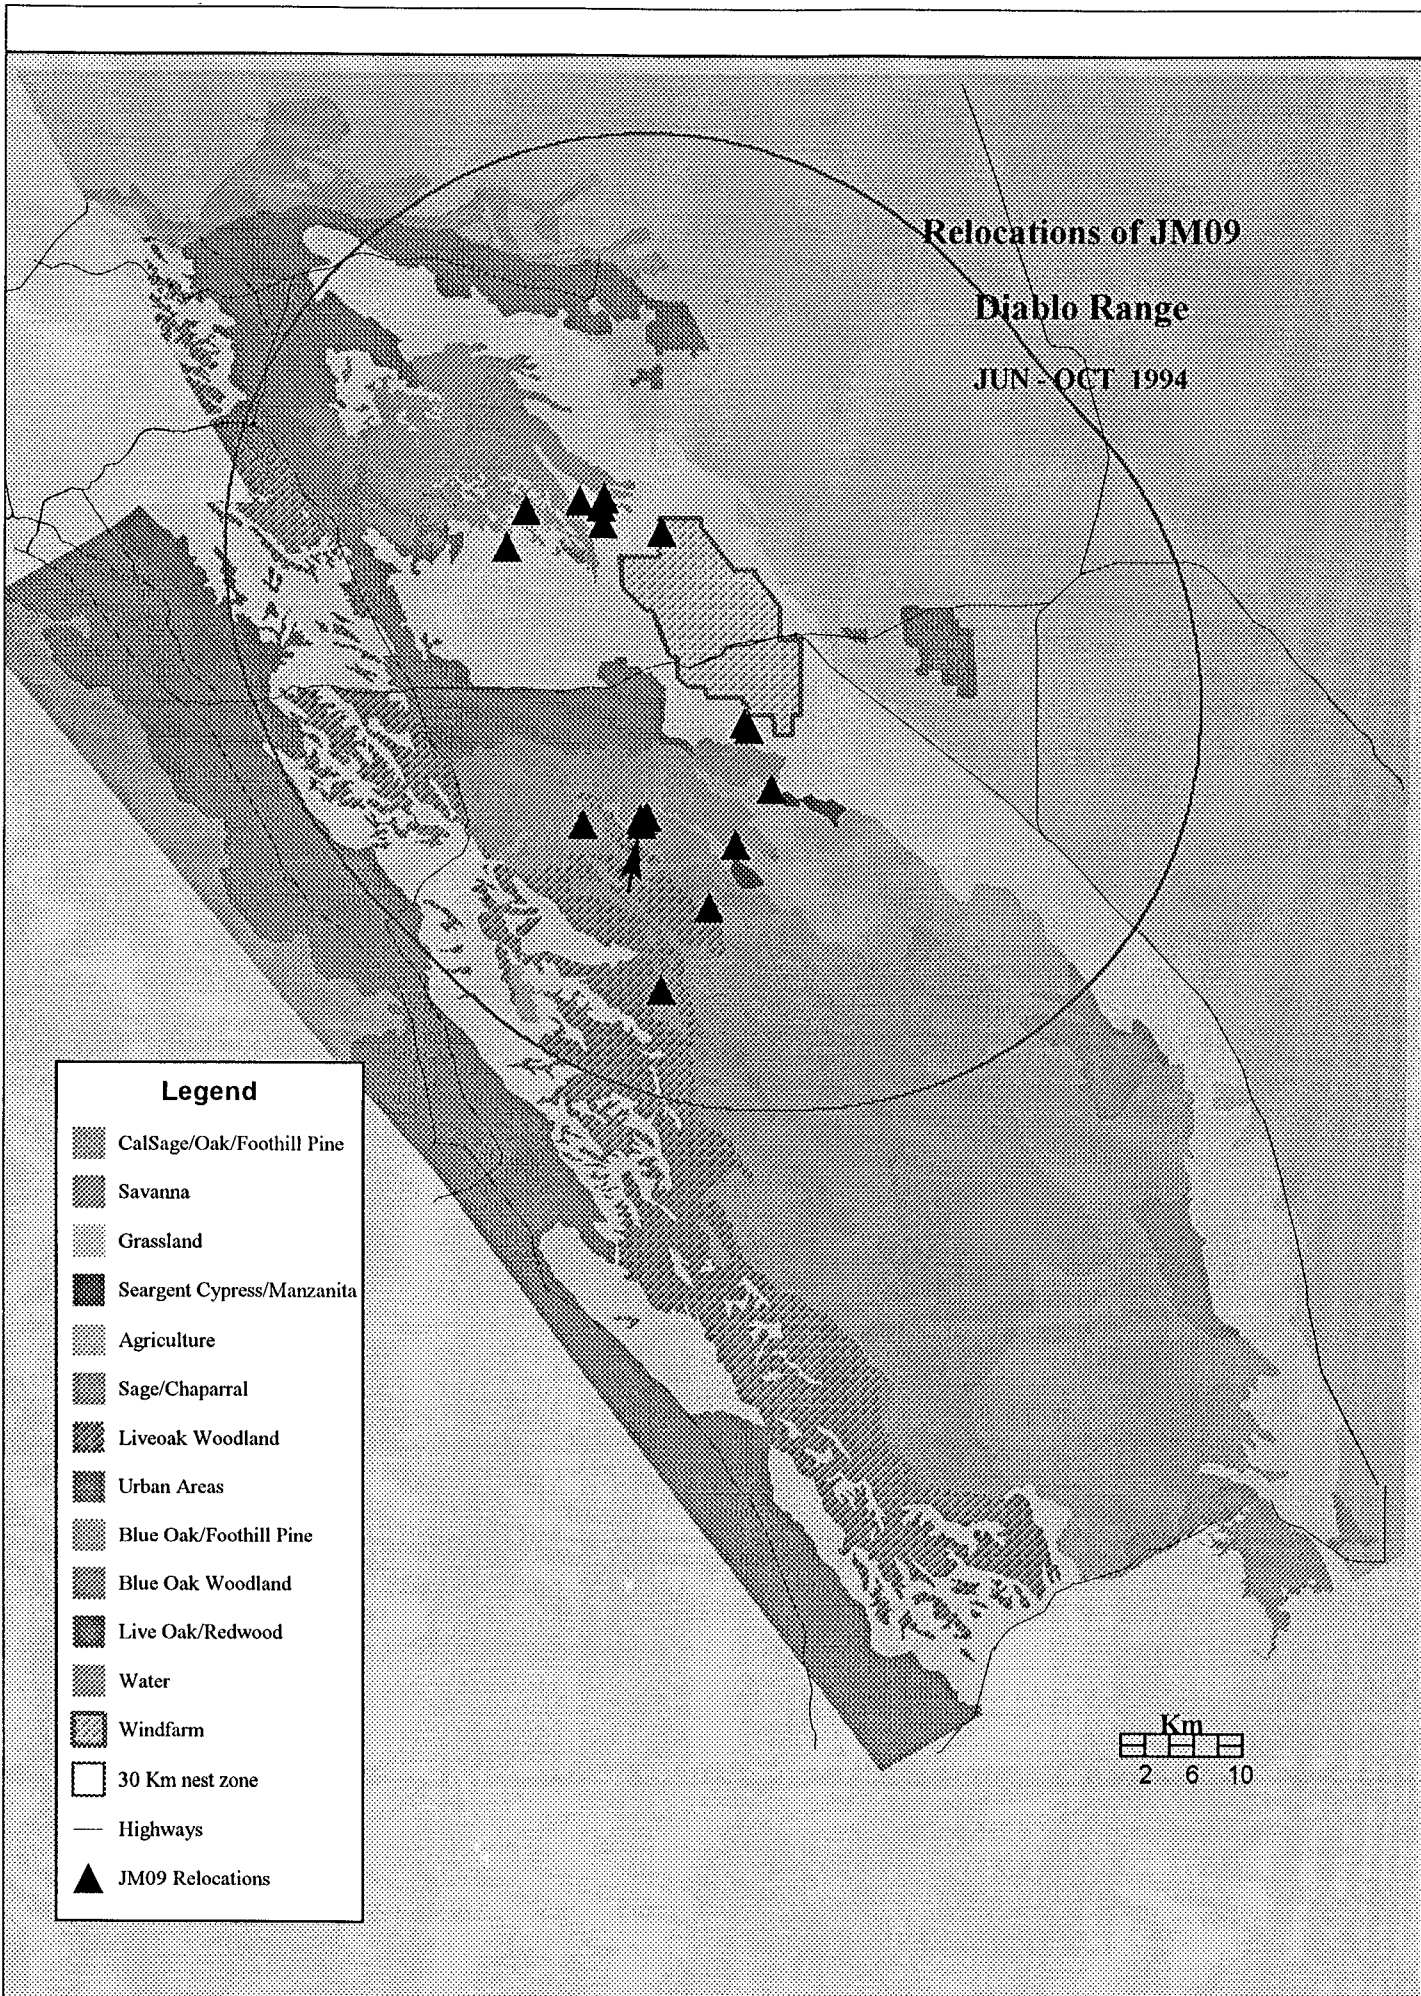 Relocations of JM09
Diablo Range
JUN - OCT 1994
Legend
CalSage/Oak/Foothill Pine
Savanna
Grassland
Seargent Cypress/Manzanita
Agriculture
Sage/Chaparral
Liveoak Woodland
Urban Areas
Blue Oak/Foothill Pine
Blue Oak Woodland
Live Oak/Redwood
Water
Windfarm
30 Km nest zone
Highways
JM09 Relocations
Km
2 6 10